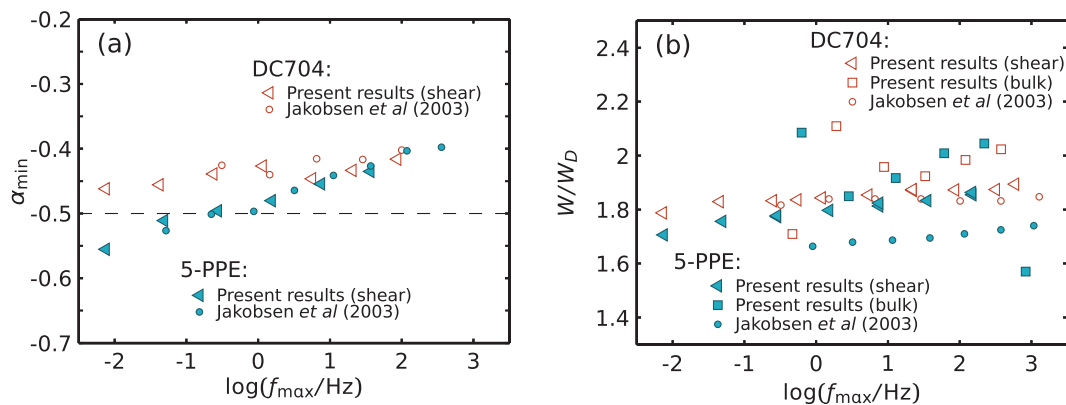 (a)
-0.2
-0.3
-0.4
-0.5
-0.6
-0.7
α_min
DC704:
Present results (shear)
Jakobsen et al (2003)
5-PPE:
Present results (shear)
Jakobsen et al (2003)
-2 -1 0 1 2 3
log(f_max/Hz)
(b)
2.4
2.2
2
1.8
1.6
1.4
W/W_D
DC704:
Present results (shear)
Present results (bulk)
Jakobsen et al (2003)
5-PPE:
Present results (shear)
Present results (bulk)
Jakobsen et al (2003)
-2 -1 0 1 2 3
log(f_max/Hz)